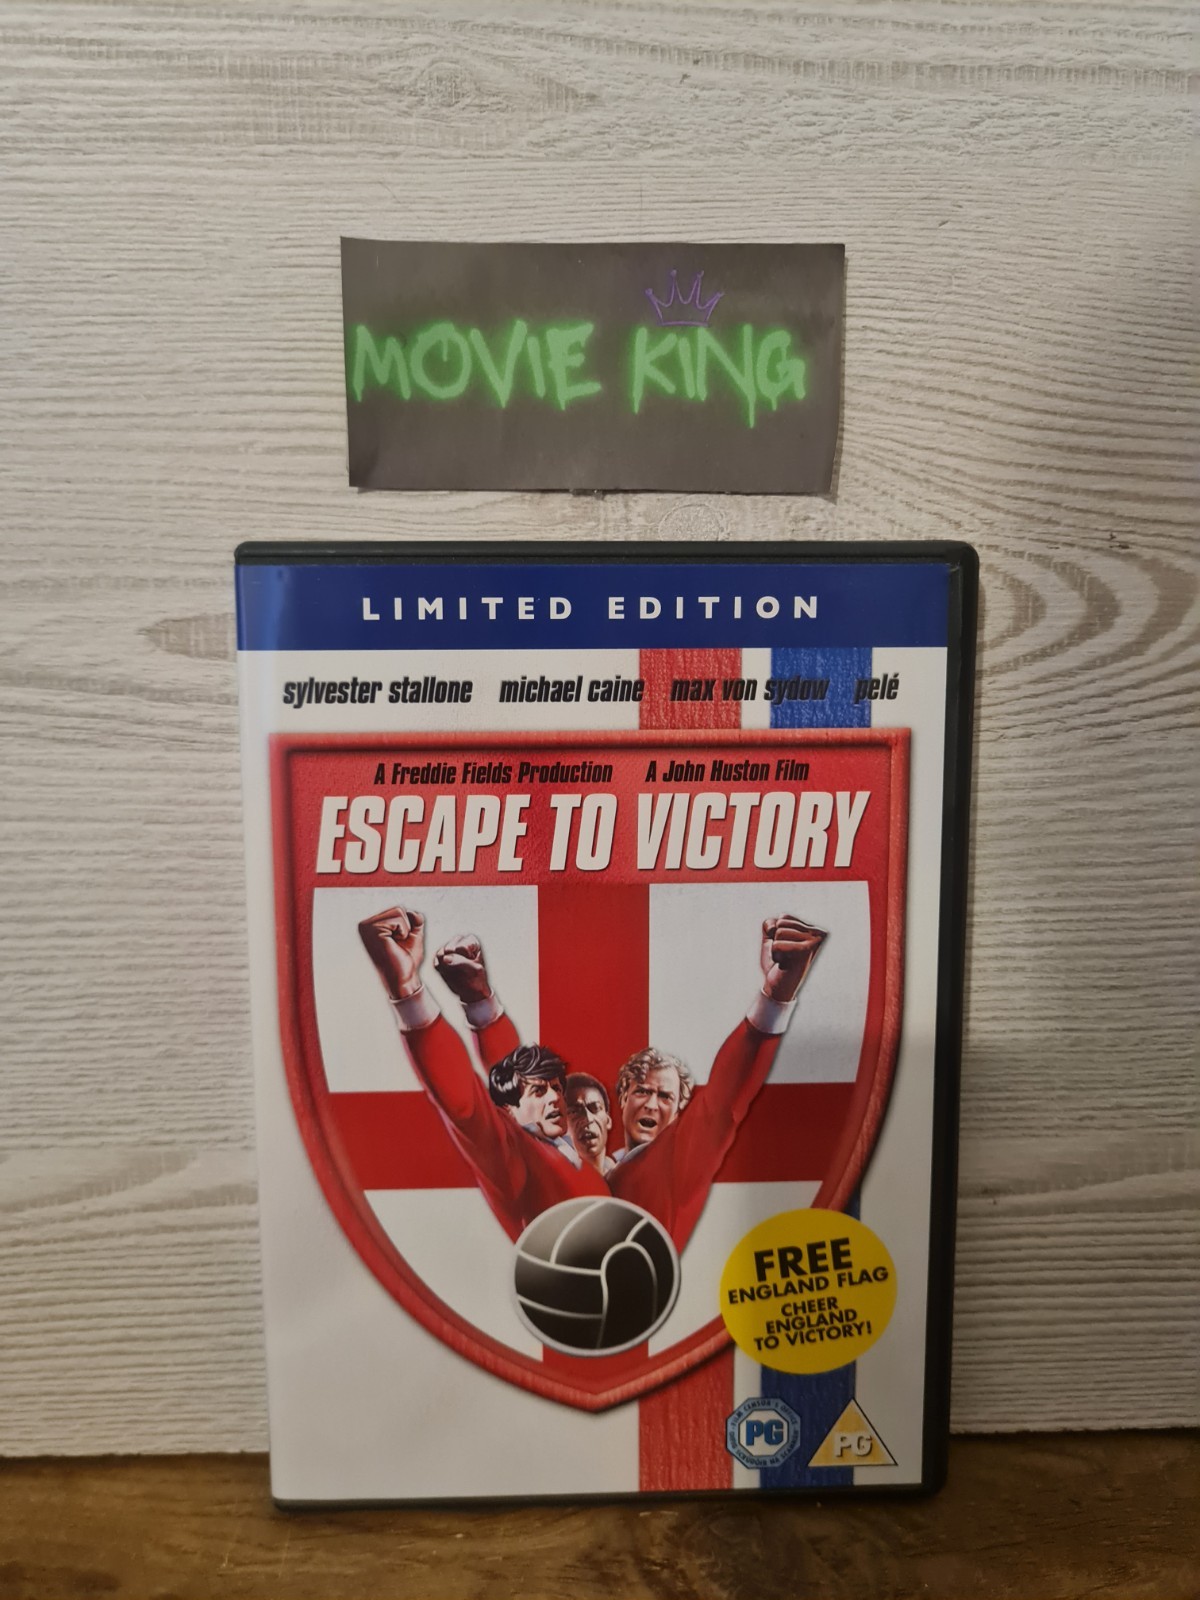 MOVIE KING
LIMITED EDITION
sylvester stallone michael caine max von sydow pelé
A Freddie Fields Production A John Huston Film
ESCAPE TO VICTORY
FREE
ENGLAND FLAG
CHEER
ENGLAND
TO VICTORY!
PG
PG